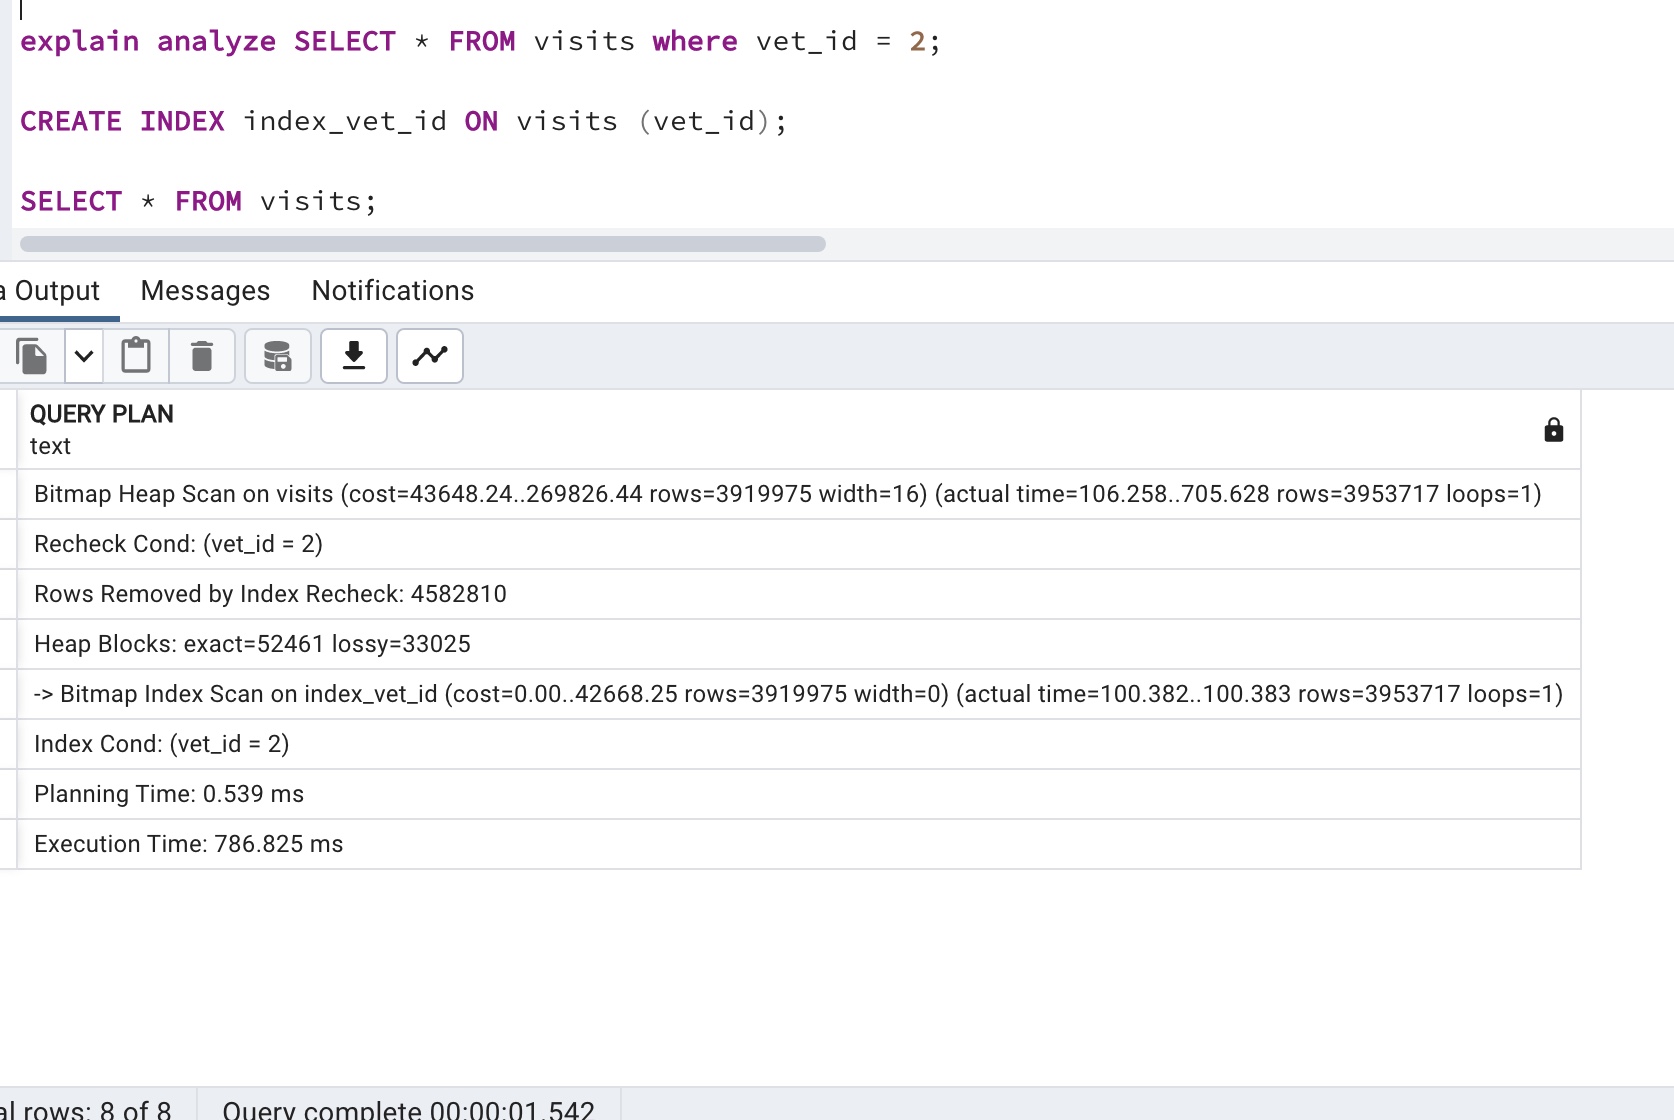 explain analyze SELECT * FROM visits where vet_id = 2;
CREATE INDEX index_vet_id ON visits (vet_id);
SELECT * FROM visits;
a Output Messages Notifications
QUERY PLAN
text
Bitmap Heap Scan on visits (cost=43648.24..269826.44 rows=3919975 width=16) (actual time=106.258..705.628 rows=3953717 loops=1)
Recheck Cond: (vet_id = 2)
Rows Removed by Index Recheck: 4582810
Heap Blocks: exact=52461 lossy=33025
-> Bitmap Index Scan on index_vet_id (cost=0.00..42668.25 rows=3919975 width=0) (actual time=100.382..100.383 rows=3953717 loops=1)
Index Cond: (vet_id = 2)
Planning Time: 0.539 ms
Execution Time: 786.825 ms
al rows: 8 of 8 Query complete 00:00:01.542